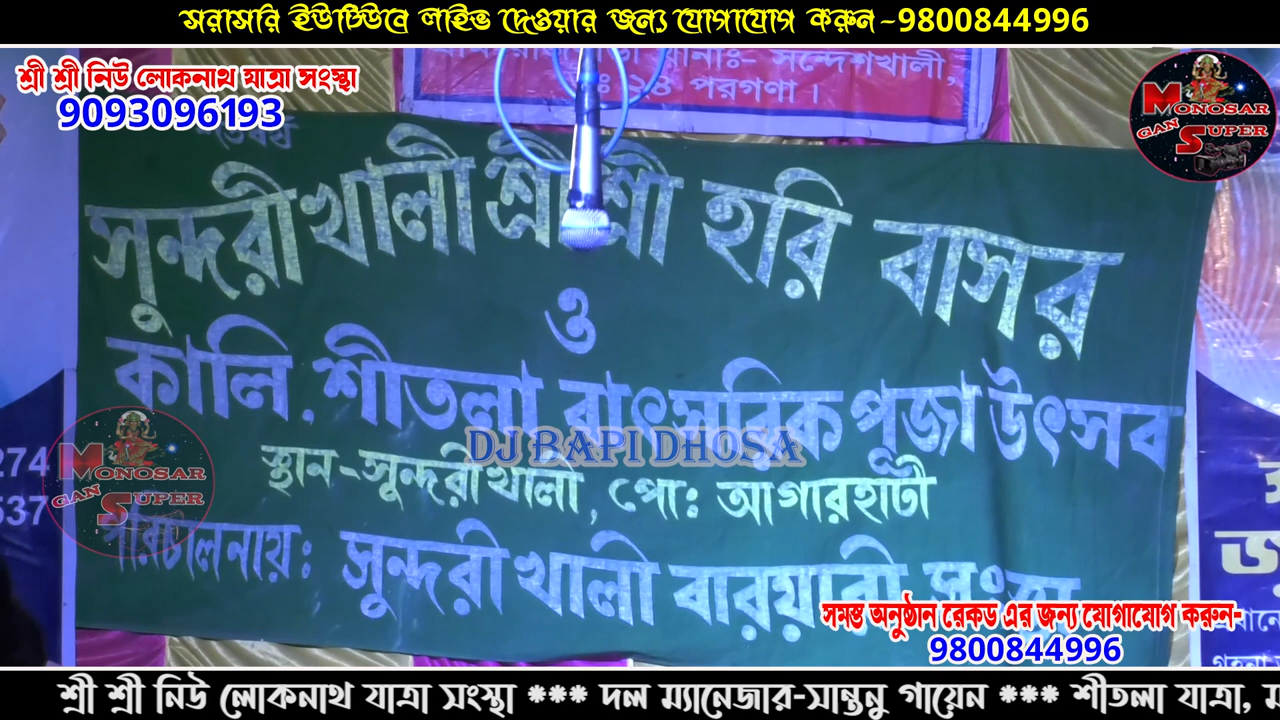 সরাসরি ইউটিউবে লাইভ দেওয়ার জন্য যোগাযোগ করুন-9800844996
শ্রী শ্রী নিউ লোকনাথ যাত্রা সংস্থা
9093096193
থানাঃ- সন্দেশখালী,
২৪ পরগণা।
MONOSAR
GAN SUPER
সুন্দরীখালী শ্রী শ্রী হরি বাসর
ও
কালি, শীতলা বাৎসরিক পূজা উৎসব
DJ BAPI DHOSA
স্থান-সুন্দরীখালী, পোঃ আগারহাটী
পরিচালনায়ঃ সুন্দরীখালী বারয়ারী
274
537
MONOSAR
GAN SUPER
সমস্ত অনুষ্ঠান রেকড এর জন্য যোগাযোগ করুন-
9800844996
শ্রী শ্রী নিউ লোকনাথ যাত্রা সংস্থা *** দল ম্যানেজার-সান্তনু গায়েন *** শীতলা যাত্রা,